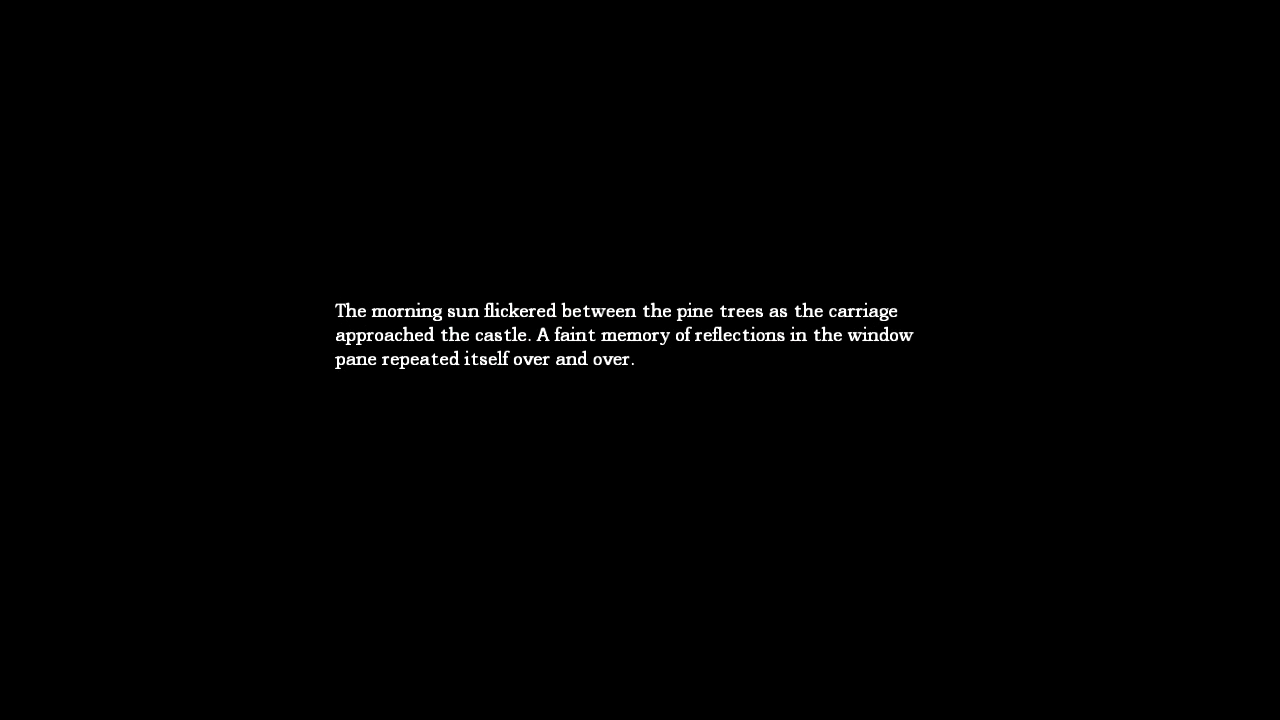 The morning sun flickered between the pine trees as the carriage
approached the castle. A faint memory of reflections in the window
pane repeated itself over and over.